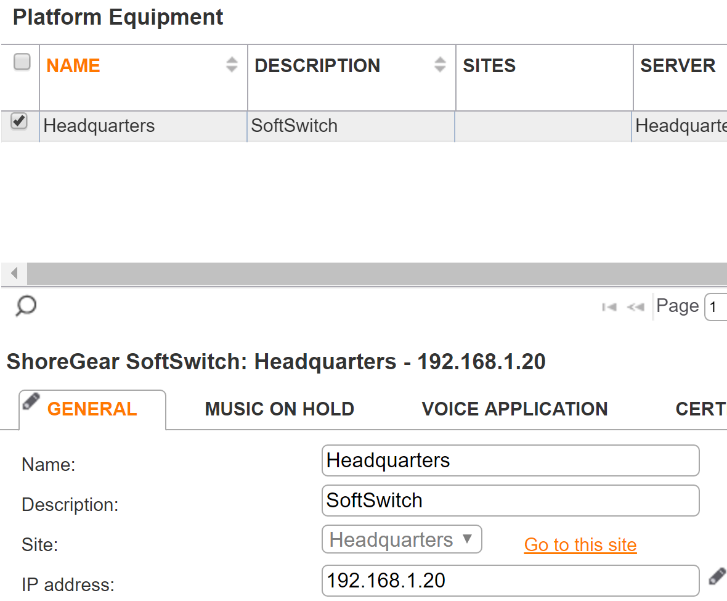 Platform Equipment
NAME DESCRIPTION SITES SERVER
Headquarters SoftSwitch
Page 1
ShoreGear SoftSwitch: Headquarters - 192.168.1.20
GENERAL MUSIC ON HOLD VOICE APPLICATION CERT
Name: Headquarters
Description: SoftSwitch
Site: Headquarters Go to this site
IP address: 192.168.1.20